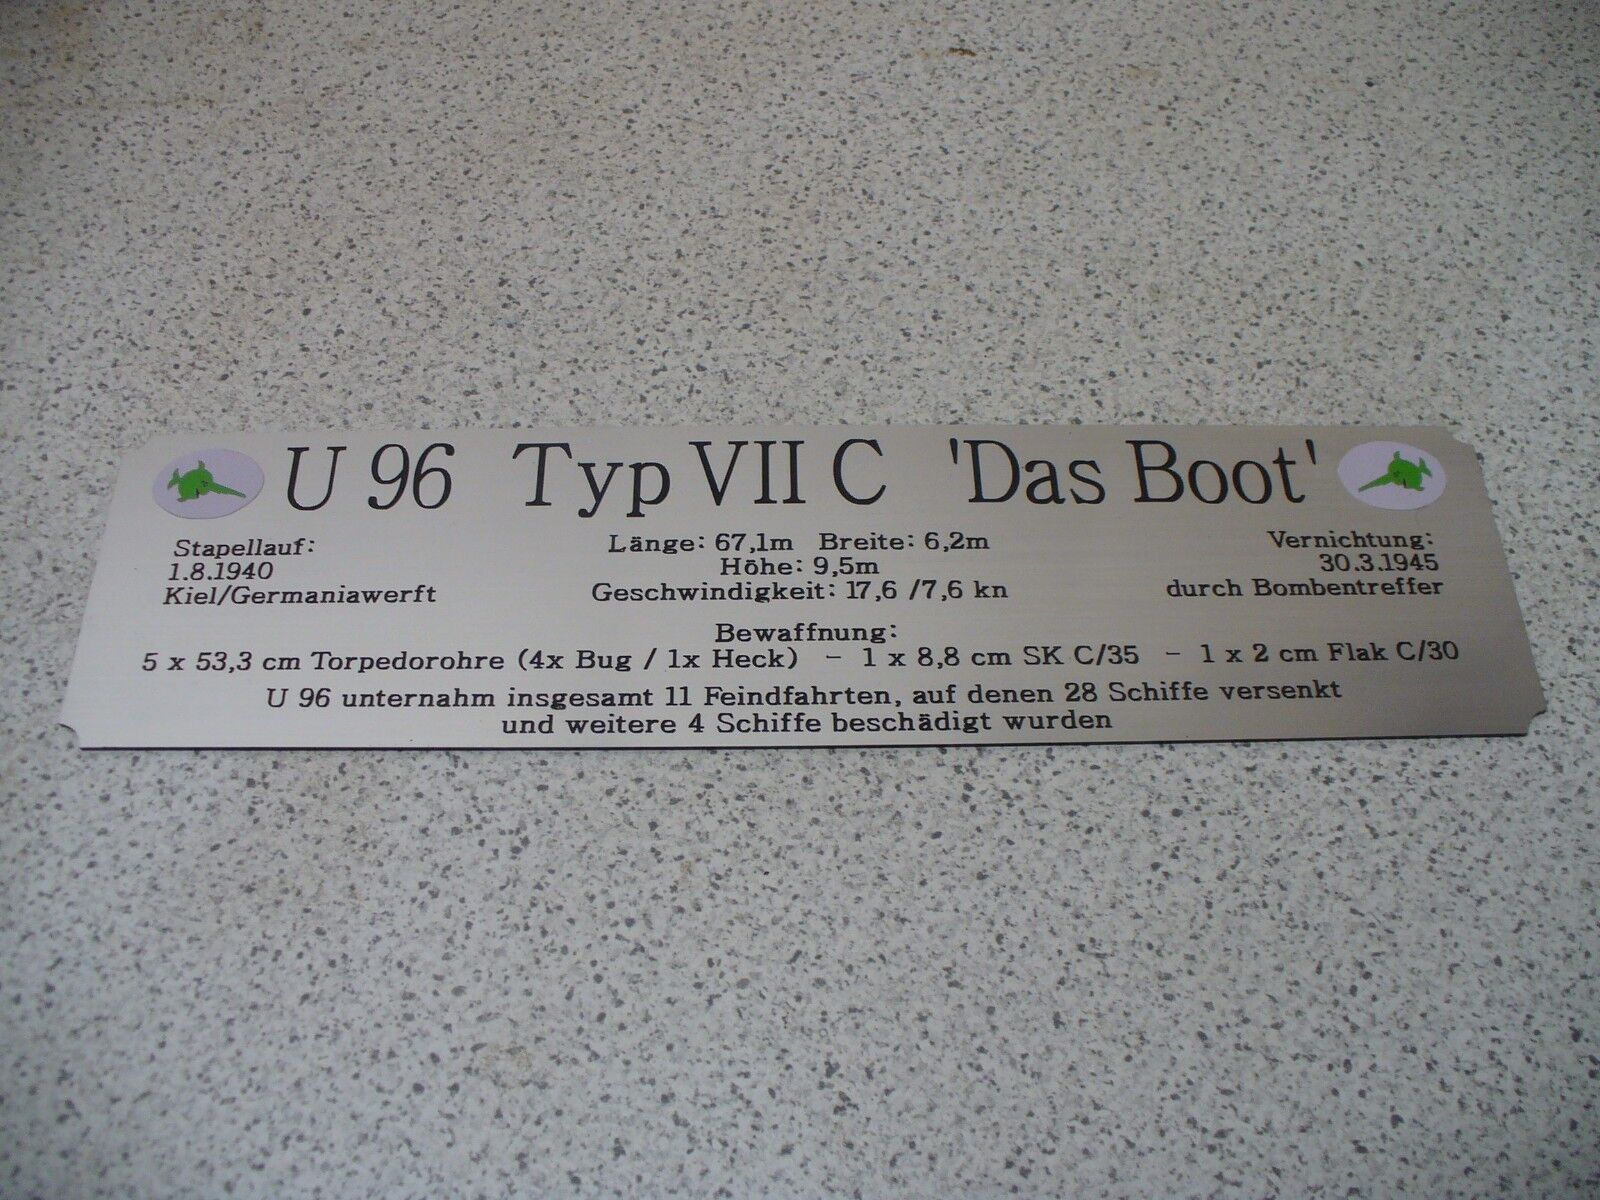 U 96 Typ VII C 'Das Boot'
Stapellauf:
1.8.1940
Kiel/Germaniawerft
Länge: 67,1m Breite: 6,2m
Höhe: 9,5m
Geschwindigkeit: 17,6 /7,6 kn
Vernichtung:
30.3.1945
durch Bombentreffer
Bewaffnung:
5 x 53,3 cm Torpedorohre (4x Bug / 1x Heck) - 1 x 8,8 cm SK C/35 - 1 x 2 cm Flak C/30
U 96 unternahm insgesamt 11 Feindfahrten, auf denen 28 Schiffe versenkt
und weitere 4 Schiffe beschädigt wurden